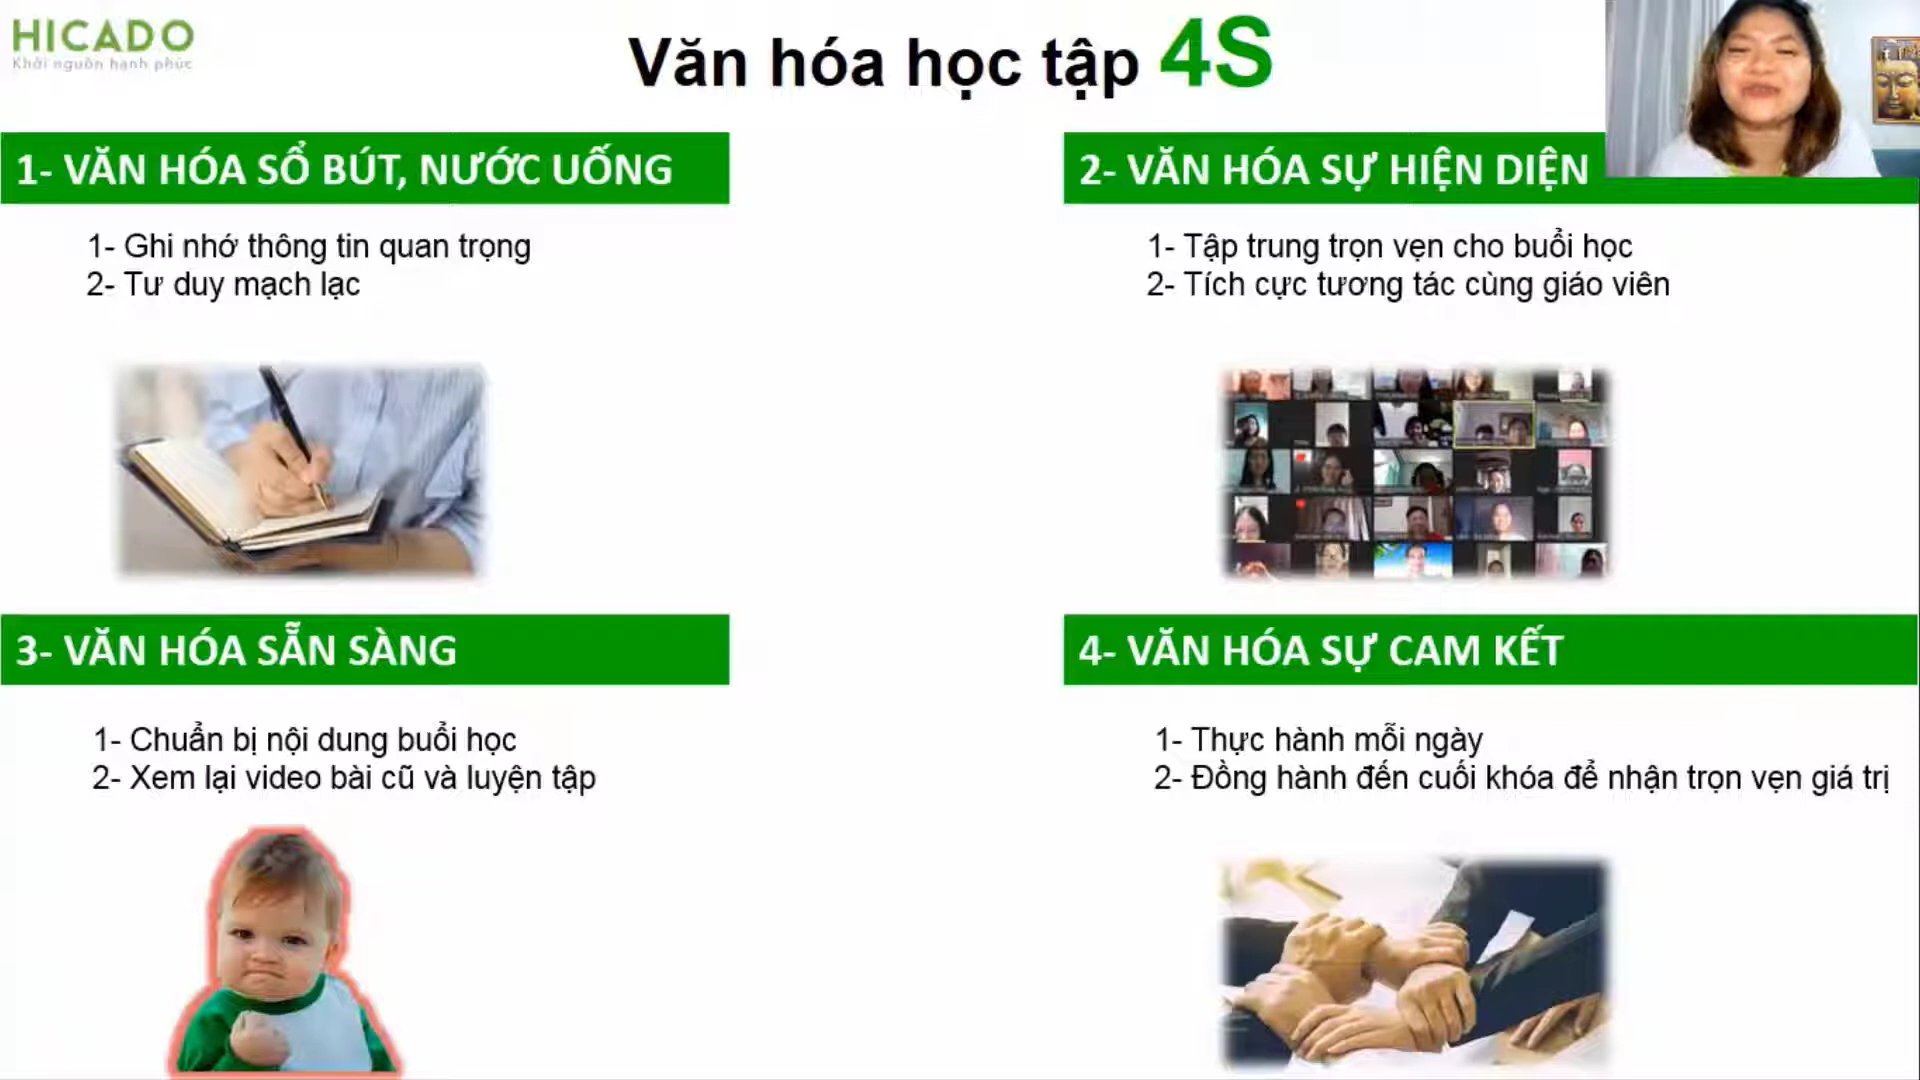 HICADO
Khởi nguồn hạnh phúc
Văn hóa học tập 4S
1- VĂN HÓA SỔ BÚT, NƯỚC UỐNG
1- Ghi nhớ thông tin quan trọng
2- Tư duy mạch lạc
2- VĂN HÓA SỰ HIỆN DIỆN
1- Tập trung trọn vẹn cho buổi học
2- Tích cực tương tác cùng giáo viên
3- VĂN HÓA SẴN SÀNG
1- Chuẩn bị nội dung buổi học
2- Xem lại video bài cũ và luyện tập
4- VĂN HÓA SỰ CAM KẾT
1- Thực hành mỗi ngày
2- Đồng hành đến cuối khóa để nhận trọn vẹn giá trị